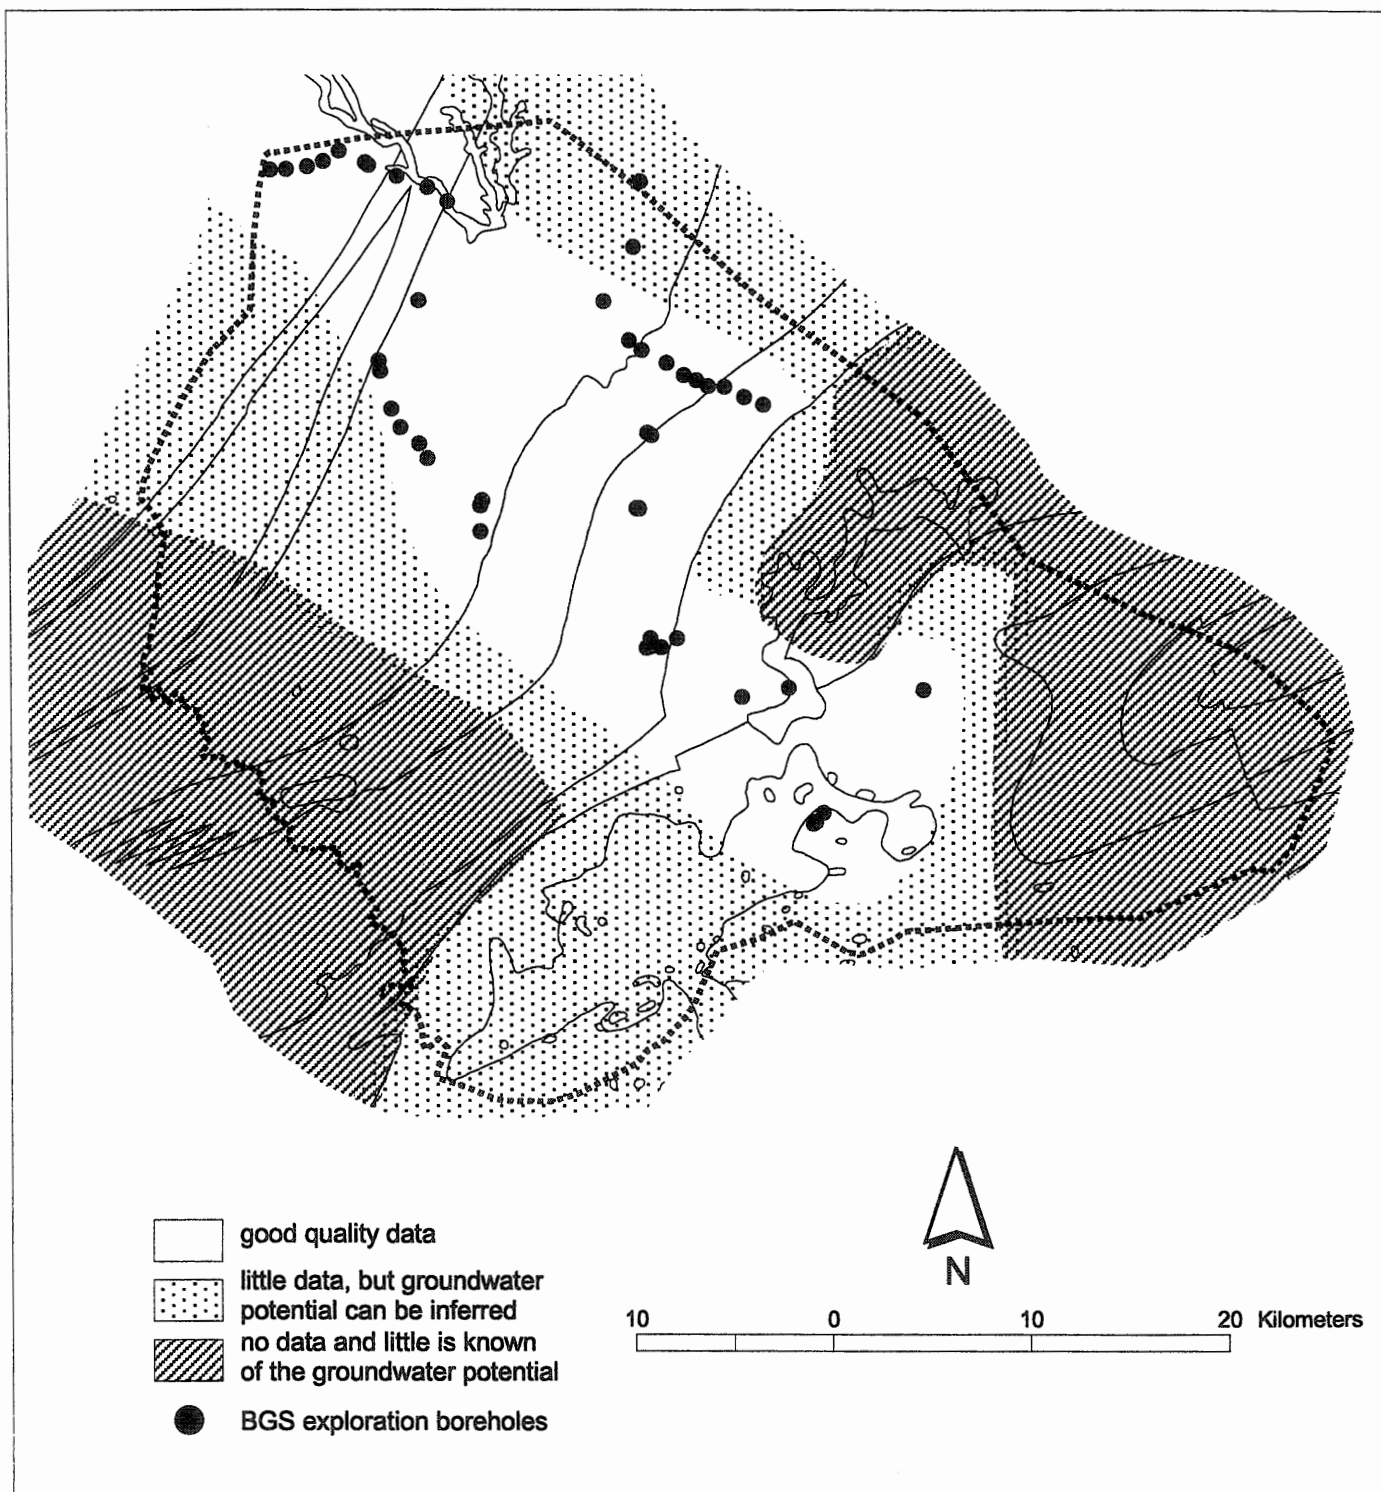 good quality data
little data, but groundwater
potential can be inferred
no data and little is known
of the groundwater potential
BGS exploration boreholes
N
10 0 10 20 Kilometers